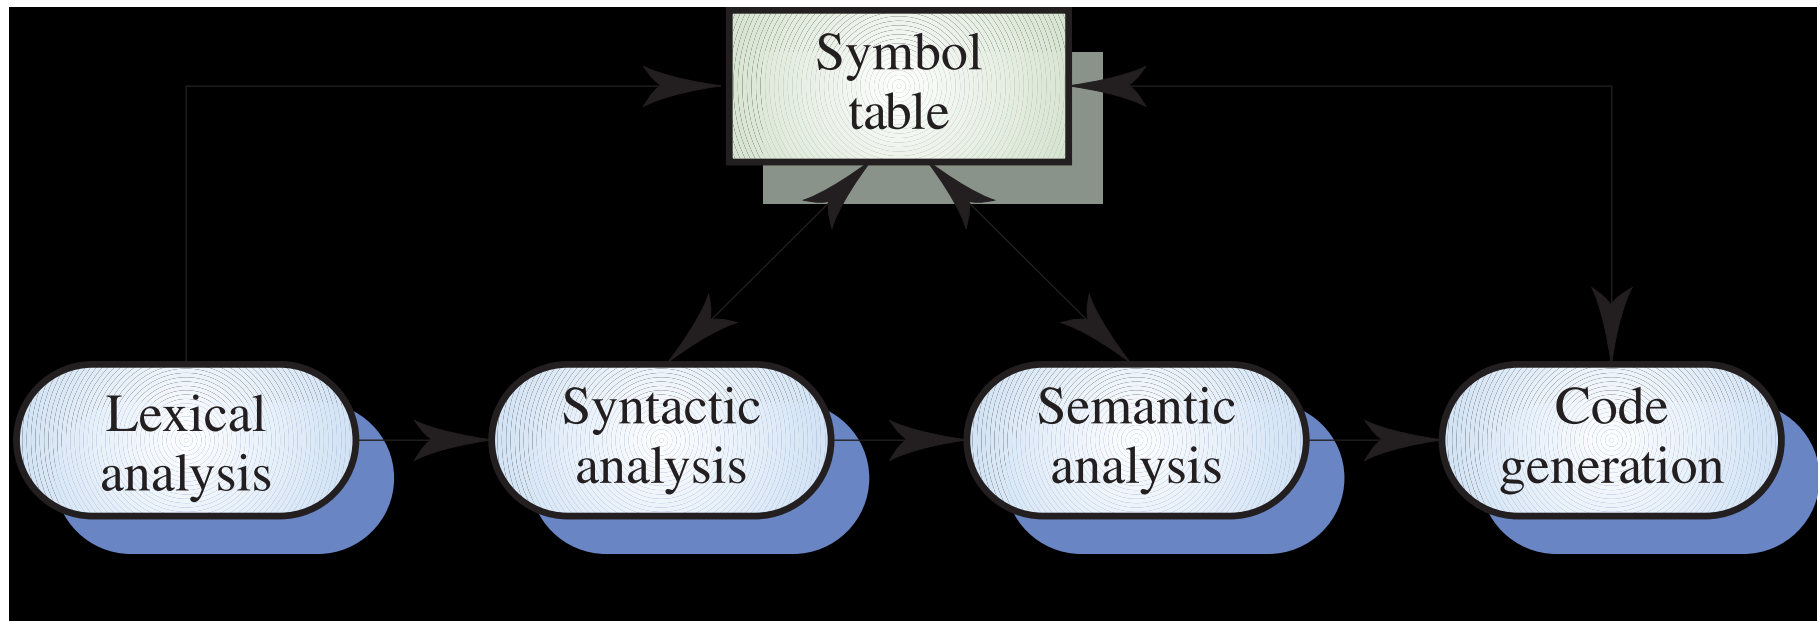 Symbol
table
Lexical
analysis
Syntactic
analysis
Semantic
analysis
Code
generation